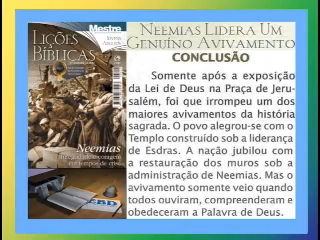 Mestre
LIÇÕES
BÍBLICAS
Neemias
EBD
NEEMIAS LIDERA UM
GENUÍNO AVIVAMENTO
CONCLUSÃO
Somente após a exposição
da Lei de Deus na Praça de Jeru-
salém, foi que irrompeu um dos
maiores avivamentos da história
sagrada. O povo alegrou-se com o
Templo construído sob a liderança
de Esdras. A nação jubilou com
a restauração dos muros sob a
administração de Neemias. Mas o
avivamento somente veio quando
todos ouviram, compreenderam e
obedeceram a Palavra de Deus.